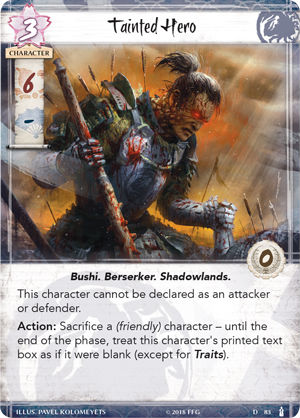 Tainted Hero
3
CHARACTER
6
0
Bushi. Berserker. Shadowlands.
This character cannot be declared as an attacker
or defender.
Action: Sacrifice a (friendly) character – until the
end of the phase, treat this character's printed text
box as if it were blank (except for Traits).
ILLUS. PAVEL KOLOMEYETS
© 2018 FFG
D 83